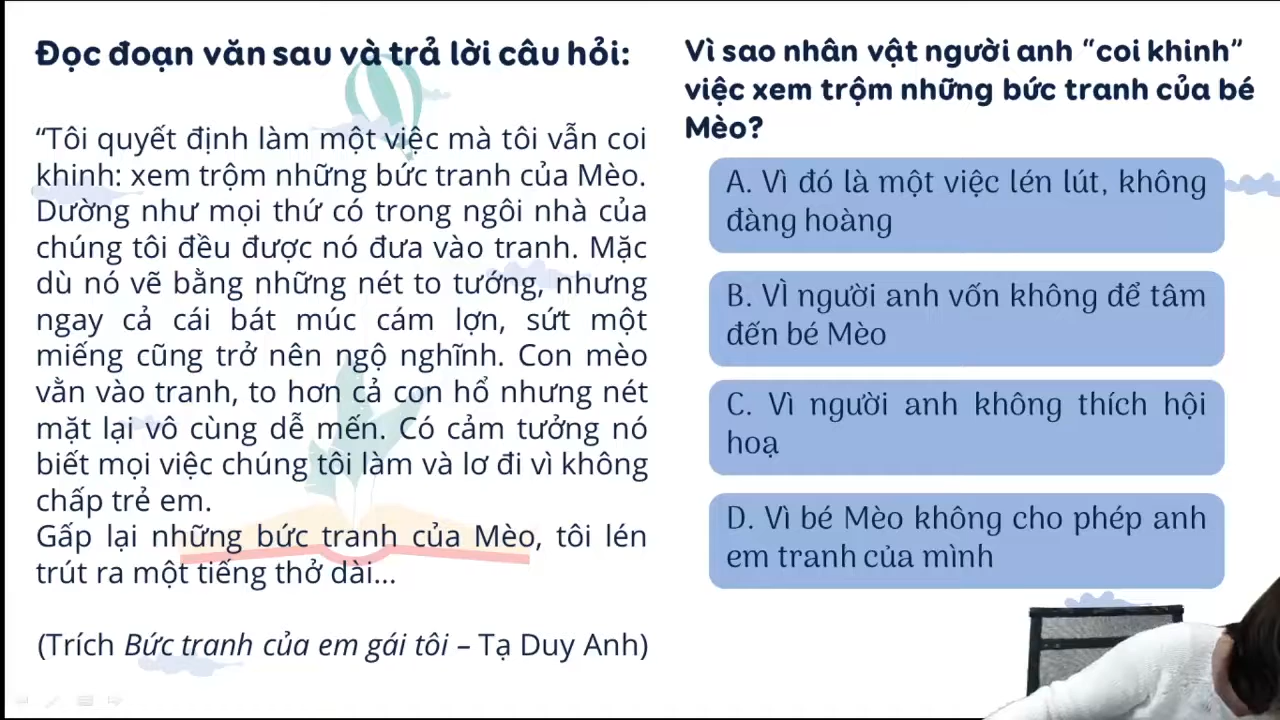 Đọc đoạn văn sau và trả lời câu hỏi:
“Tôi quyết định làm một việc mà tôi vẫn coi
khinh: xem trộm những bức tranh của Mèo.
Dường như mọi thứ có trong ngôi nhà của
chúng tôi đều được nó đưa vào tranh. Mặc
dù nó vẽ bằng những nét to tướng, nhưng
ngay cả cái bát múc cám lợn, sứt một
miếng cũng trở nên ngộ nghĩnh. Con mèo
vằn vào tranh, to hơn cả con hổ nhưng nét
mặt lại vô cùng dễ mến. Có cảm tưởng nó
biết mọi việc chúng tôi làm và lơ đi vì không
chấp trẻ em.
Gấp lại những bức tranh của Mèo, tôi lén
trút ra một tiếng thở dài...
(Trích Bức tranh của em gái tôi – Tạ Duy Anh)
Vì sao nhân vật người anh “coi khinh”
việc xem trộm những bức tranh của bé
Mèo?
A. Vì đó là một việc lén lút, không
đàng hoàng
B. VÌ người anh vốn không để tâm
đến bé Mèo
C. Vì người anh không thích hội
hoạ
D. Vì bé Mèo không cho phép anh
em tranh của mình